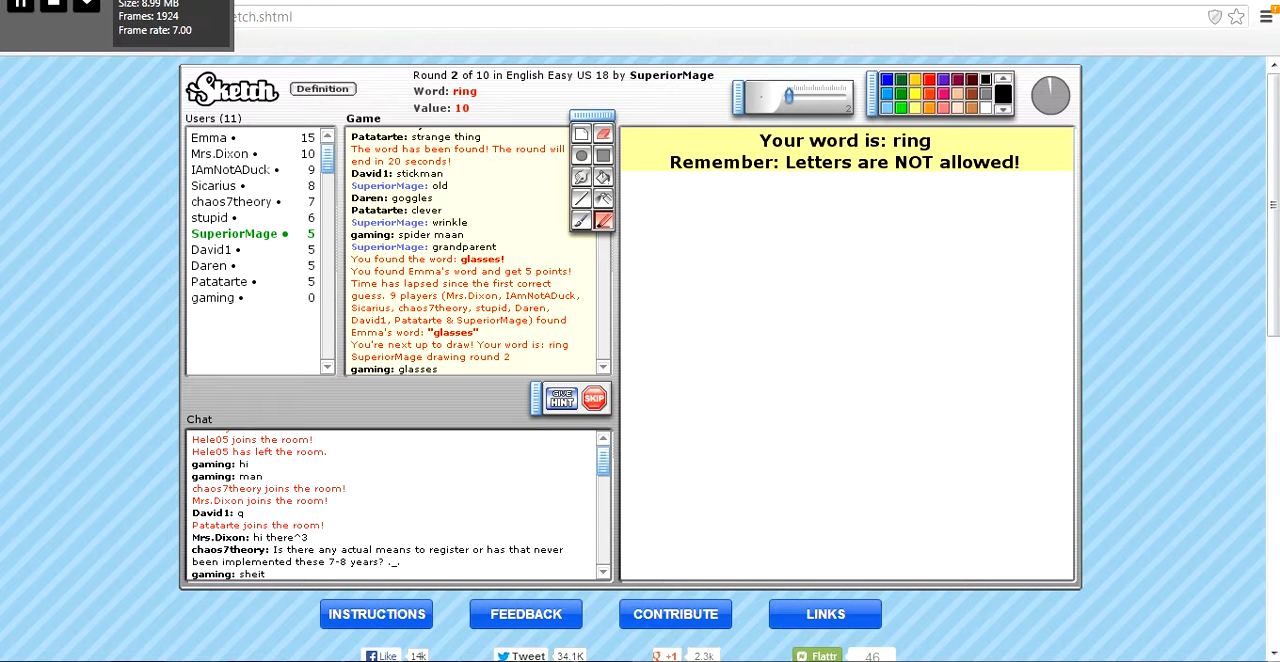 Size: 8.99 MB
Frames: 1924
Frame rate: 7.00
etch.shtml
iSketch
Definition
Round 2 of 10 in English Easy US 18 by SuperiorMage
Word: ring
Value: 10
2
Users (11)
Game
Emma • 15
Mrs.Dixon • 10
IAmNotADuck • 9
Sicarius • 8
chaos7theory • 7
stupid • 6
SuperiorMage • 5
David1 • 5
Daren • 5
Patatarte • 5
gaming • 0
Patatarte: strange thing
The word has been found! The round will
end in 20 seconds!
David1: stickman
SuperiorMage: old
Daren: goggles
Patatarte: clever
SuperiorMage: wrinkle
gaming: spider maan
SuperiorMage: grandparent
You found the word: glasses!
You found Emma's word and get 5 points!
Time has lapsed since the first correct
guess. 9 players (Mrs.Dixon, IAmNotADuck,
Sicarius, chaos7theory, stupid, Daren,
David1, Patatarte & SuperiorMage) found
Emma's word: "glasses"
You're next up to draw! Your word is: ring
SuperiorMage drawing round 2
gaming: glasses
Your word is: ring
Remember: Letters are NOT allowed!
GIVE
HINT
SKIP
Chat
Hele05 joins the room!
Hele05 has left the room.
gaming: hi
gaming: man
chaos7theory joins the room!
Mrs.Dixon joins the room!
David1: q
Patatarte joins the room!
Mrs.Dixon: hi there^3
chaos7theory: Is there any actual means to register or has that never
been implemented these 7-8 years? ._.
gaming: sheit
INSTRUCTIONS
FEEDBACK
CONTRIBUTE
LINKS
Like 14k
Tweet 34.1K
+1 2.3k
Flattr 46